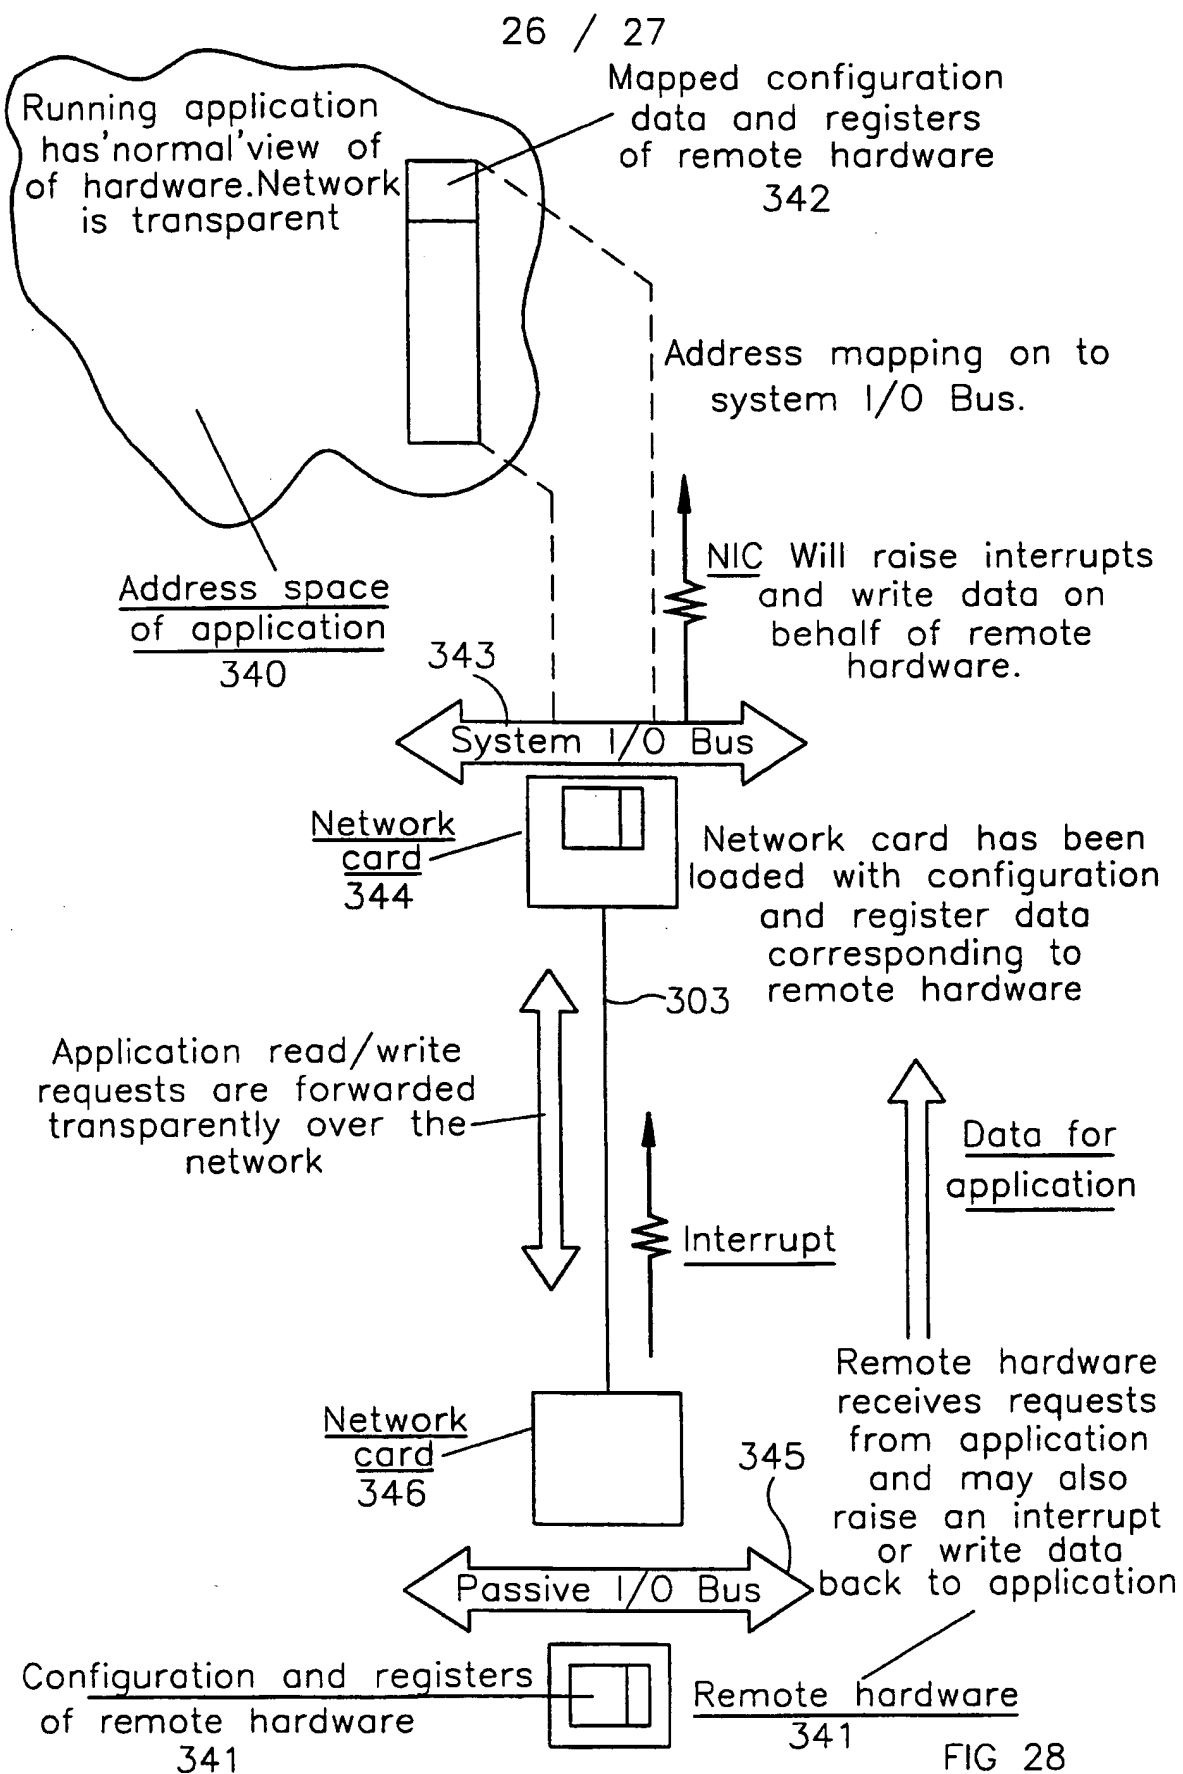 26 / 27
Running application
has'normal'view of
of hardware.Network
is transparent
Mapped configuration
data and registers
of remote hardware
342
Address mapping on to
system I/O Bus.
NIC Will raise interrupts
and write data on
behalf of remote
hardware.
Address space
of application
340
343
System I/O Bus
Network
card
344
Network card has been
loaded with configuration
and register data
corresponding to
remote hardware
303
Application read/write
requests are forwarded
transparently over the
network
Data for
application
Interrupt
Remote hardware
receives requests
from application
and may also
raise an interrupt
or write data
back to application
Network
card
346
345
Passive I/O Bus
Configuration and registers
of remote hardware
341
Remote hardware
341
FIG 28